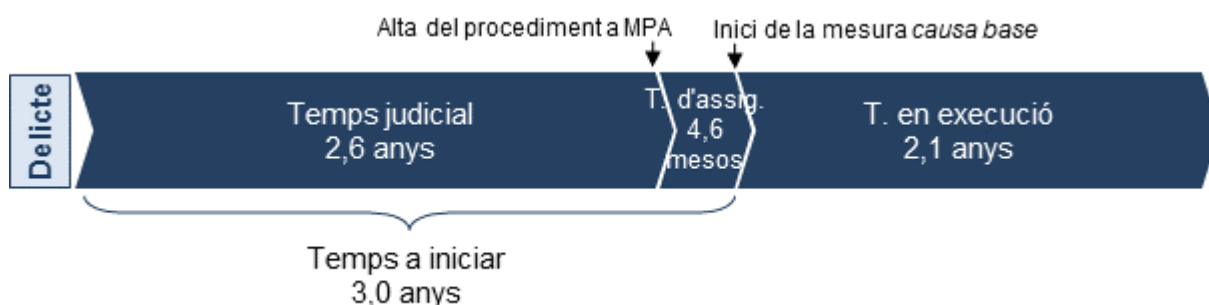 Alta del procediment a MPA
Inici de la mesura causa base
Delicte
Temps judicial
2,6 anys
T. d'assig.
4,6
mesos
T. en execució
2,1 anys
Temps a iniciar
3,0 anys